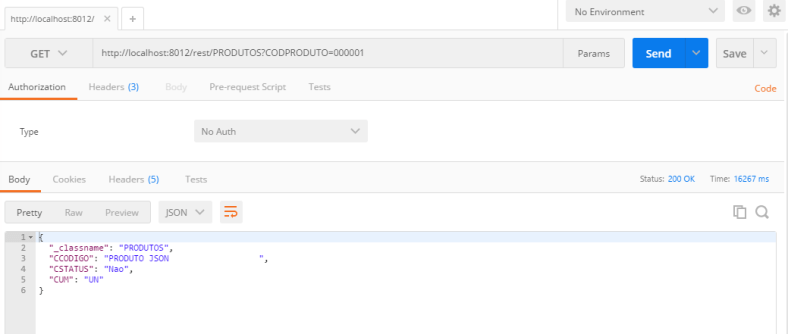 http://localhost:8012/
No Environment
GET http://localhost:8012/rest/PRODUTOS?CODPRODUTO=000001 Params Send Save
Authorization Headers (3) Body Pre-request Script Tests Code
Type No Auth
Body Cookies Headers (5) Tests Status: 200 OK Time: 16267 ms
Pretty Raw Preview JSON
1 {
2 "_classname": "PRODUTOS",
3 "CCODIGO": "PRODUTO JSON                  ",
4 "CSTATUS": "Nao",
5 "CUM": "UN"
6 }